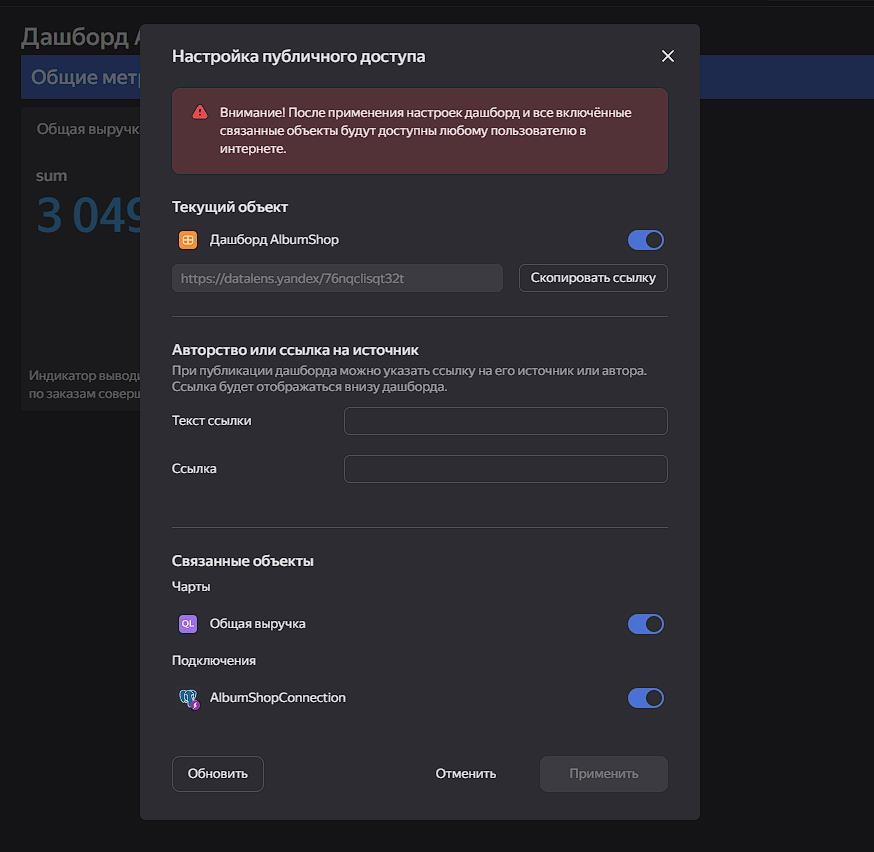 Дашборд
Общие мет
Общая выручк
sum
3 049
Индикатор вывод
по заказам соверш
Настройка публичного доступа
Внимание! После применения настроек дашборд и все включённые
связанные объекты будут доступны любому пользователю в
интернете.
Текущий объект
Дашборд AlbumShop
https://datalens.yandex/76nqclisqt32t
Скопировать ссылку
Авторство или ссылка на источник
При публикации дашборда можно указать ссылку на его источник или автора.
Ссылка будет отображаться внизу дашборда.
Текст ссылки
Ссылка
Связанные объекты
Чарты
QL Общая выручка
Подключения
AlbumShopConnection
Обновить
Отменить
Применить